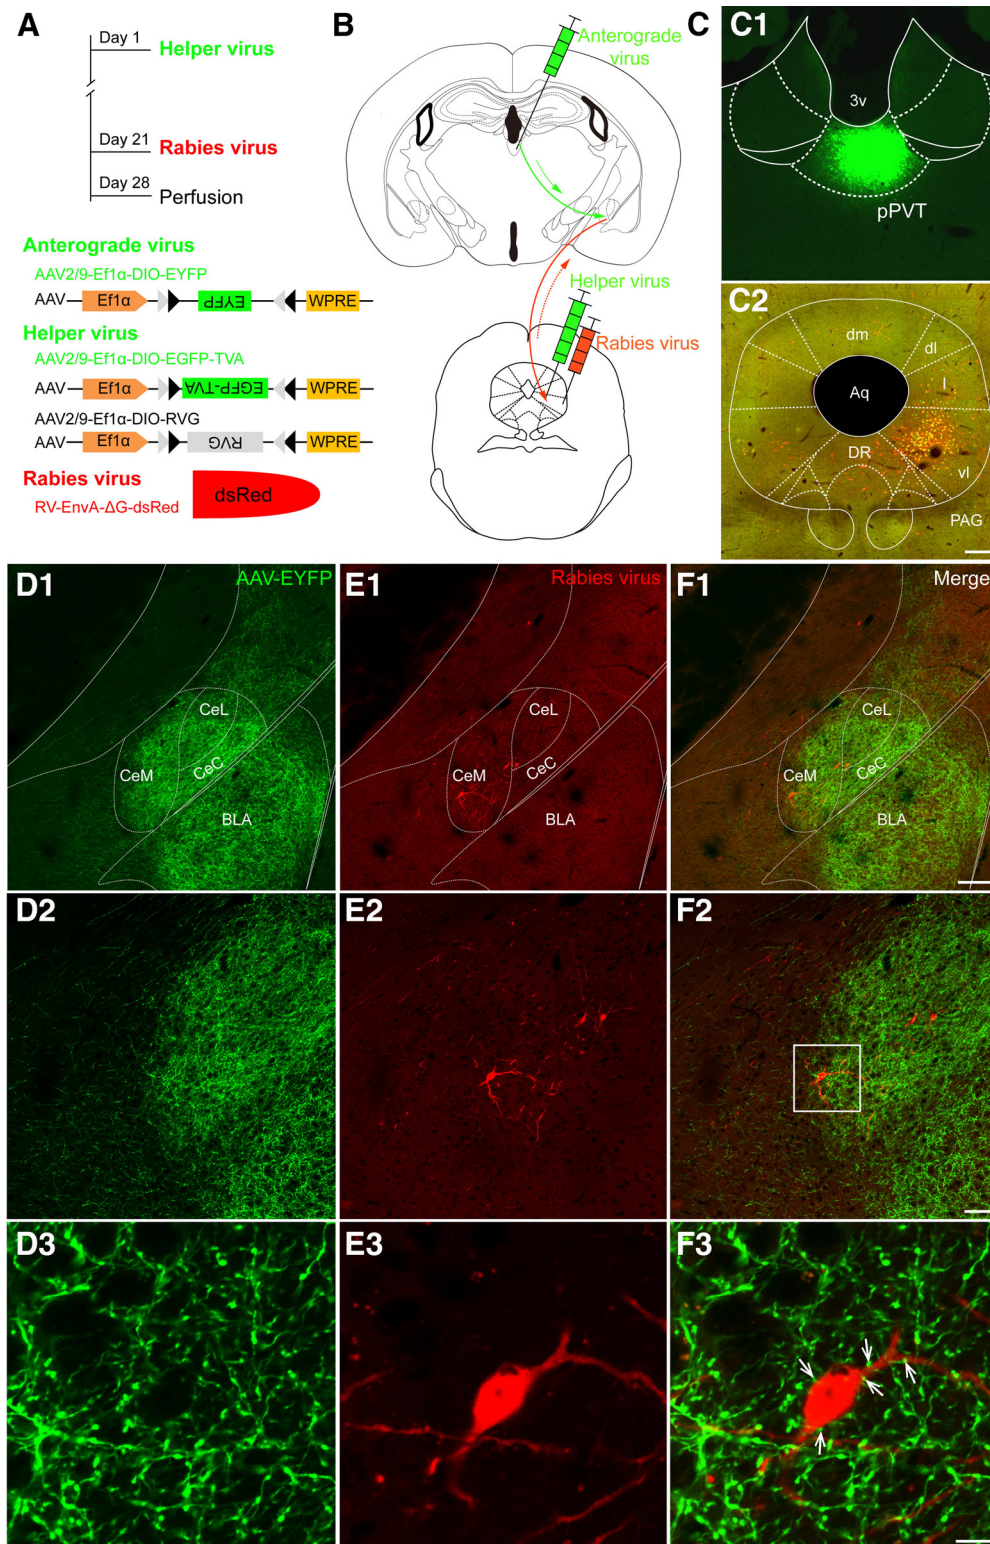 A
Day 1
Helper virus
Day 21
Rabies virus
Day 28
Perfusion
Anterograde virus
AAV2/9-Ef1α-DIO-EYFP
AAV Ef1α EYFP WPRE
Helper virus
AAV2/9-Ef1α-DIO-EGFP-TVA
AAV Ef1α EGFP-TVA WPRE
AAV2/9-Ef1α-DIO-RVG
AAV Ef1α RVG WPRE
Rabies virus
RV-EnvA-ΔG-dsRed
dsRed
B
Anterograde
virus
Helper virus
Rabies virus
C
C1
3v
pPVT
C2
dm
dl
l
Aq
DR
vl
PAG
D1
AAV-EYFP
CeL
CeM
CeC
BLA
E1
Rabies virus
CeL
CeM
CeC
BLA
F1
Merge
CeL
CeM
CeC
BLA
D2
E2
F2
D3
E3
F3